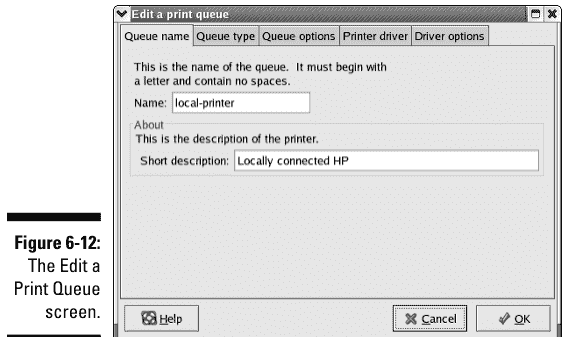 Edit a print queue
Queue name Queue type Queue options Printer driver Driver options
This is the name of the queue. It must begin with
a letter and contain no spaces.
Name: local-printer
About
This is the description of the printer.
Short description: Locally connected HP
Help Cancel OK
Figure 6-12:
The Edit a
Print Queue
screen.